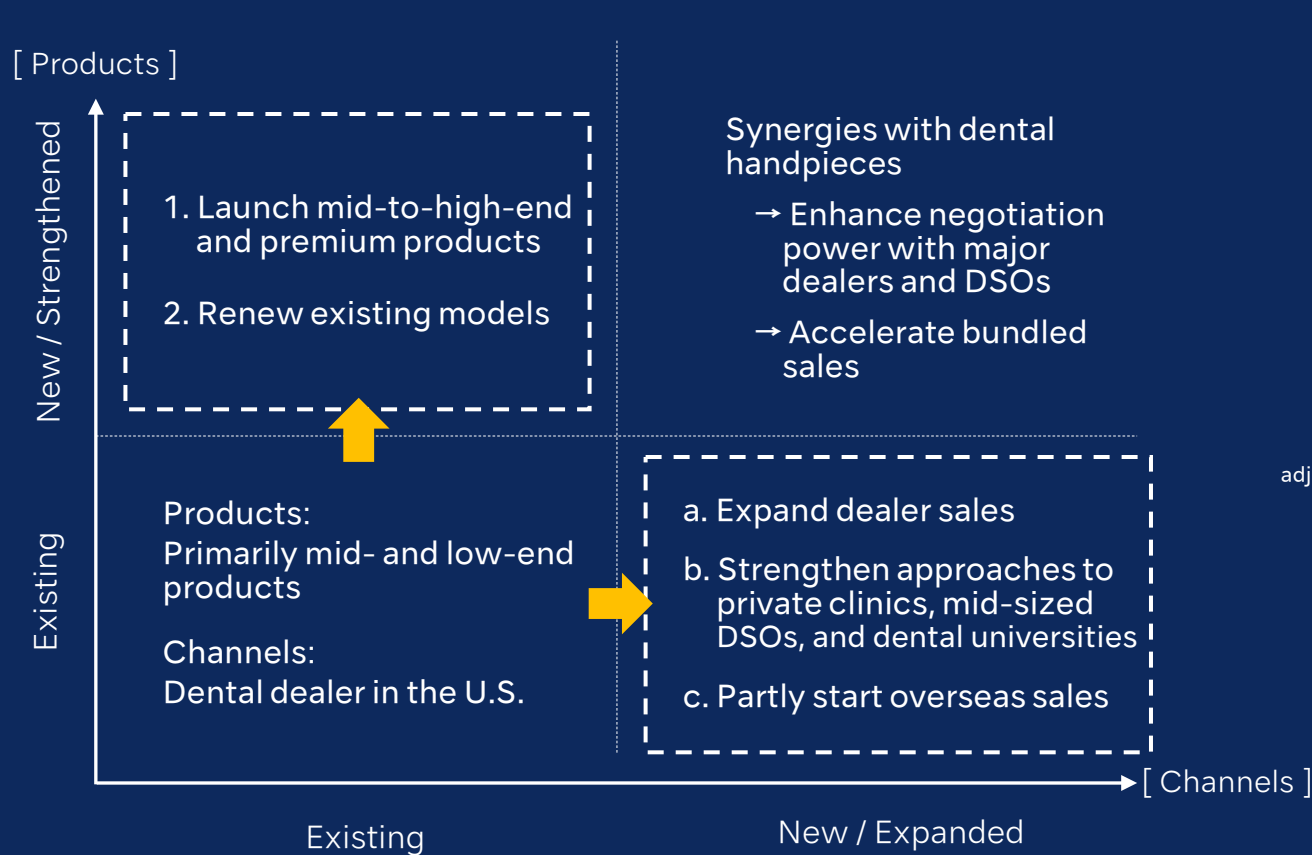 [ Products ]
New / Strengthened
1. Launch mid-to-high-end
and premium products
2. Renew existing models
Synergies with dental
handpieces
→ Enhance negotiation
power with major
dealers and DSOs
→ Accelerate bundled
sales
Existing
Products:
Primarily mid- and low-end
products
Channels:
Dental dealer in the U.S.
a. Expand dealer sales
b. Strengthen approaches to
private clinics, mid-sized
DSOs, and dental universities
c. Partly start overseas sales
adj
[ Channels ]
Existing
New / Expanded